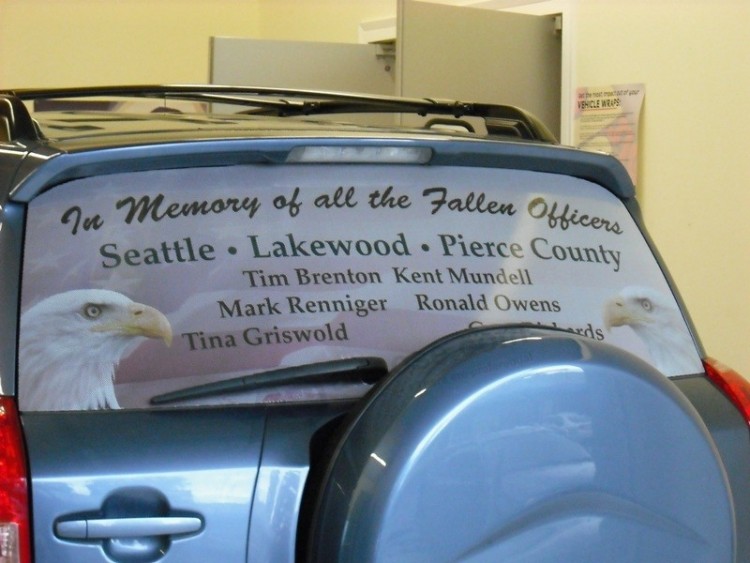 In Memory of all the Fallen Officers
Seattle • Lakewood • Pierce County
Tim Brenton Kent Mundell
Mark Renniger Ronald Owens
Tina Griswold
VEHICLE WRAPS!